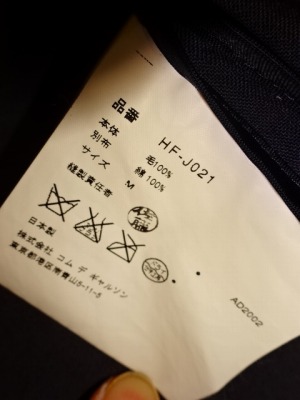 品番 HF-J021
本体 毛100%
別布 綿100%
サイズ M
縫製責任者
日本製
株式会社 コム デ ギャルソン
東京都港区南青山5-11-5
AD2002